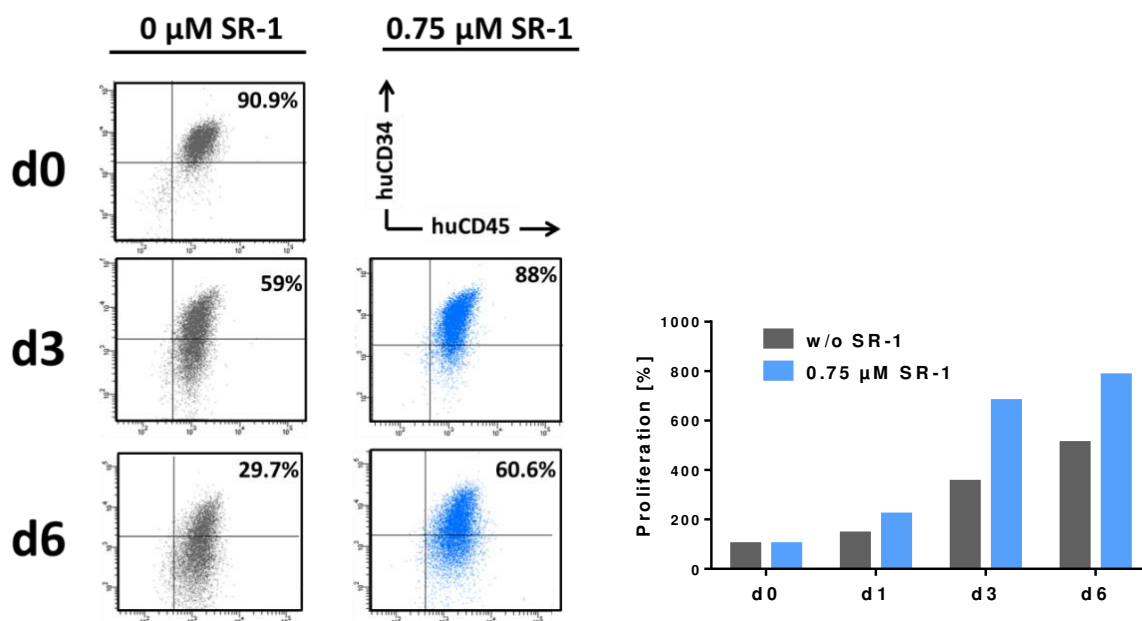 0 µM SR-1
0.75 µM SR-1
d0
90.9%
huCD34
huCD45
d3
59%
88%
d6
29.7%
60.6%
w/o SR-1
0.75 µM SR-1
Proliferation [%]
1000
800
600
400
200
0
d0 d1 d3 d6